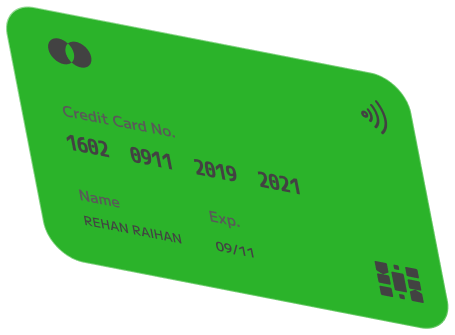 Credit Card No.
1602 0911 2019 2021
Name Exp.
REHAN RAIHAN 09/11